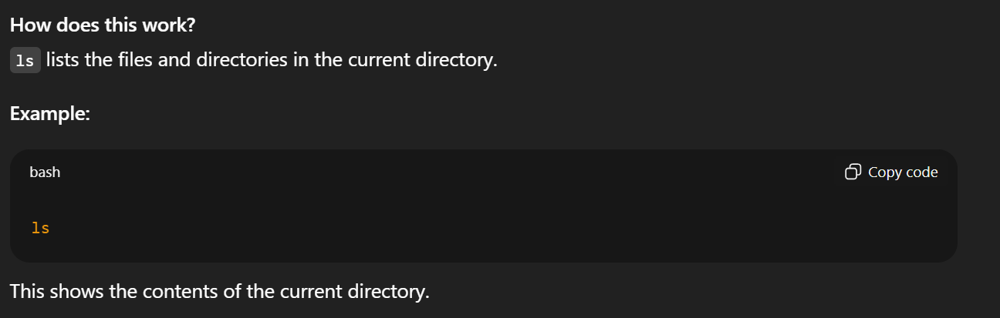 How does this work?
ls lists the files and directories in the current directory.
Example:
bash
Copy code
ls
This shows the contents of the current directory.